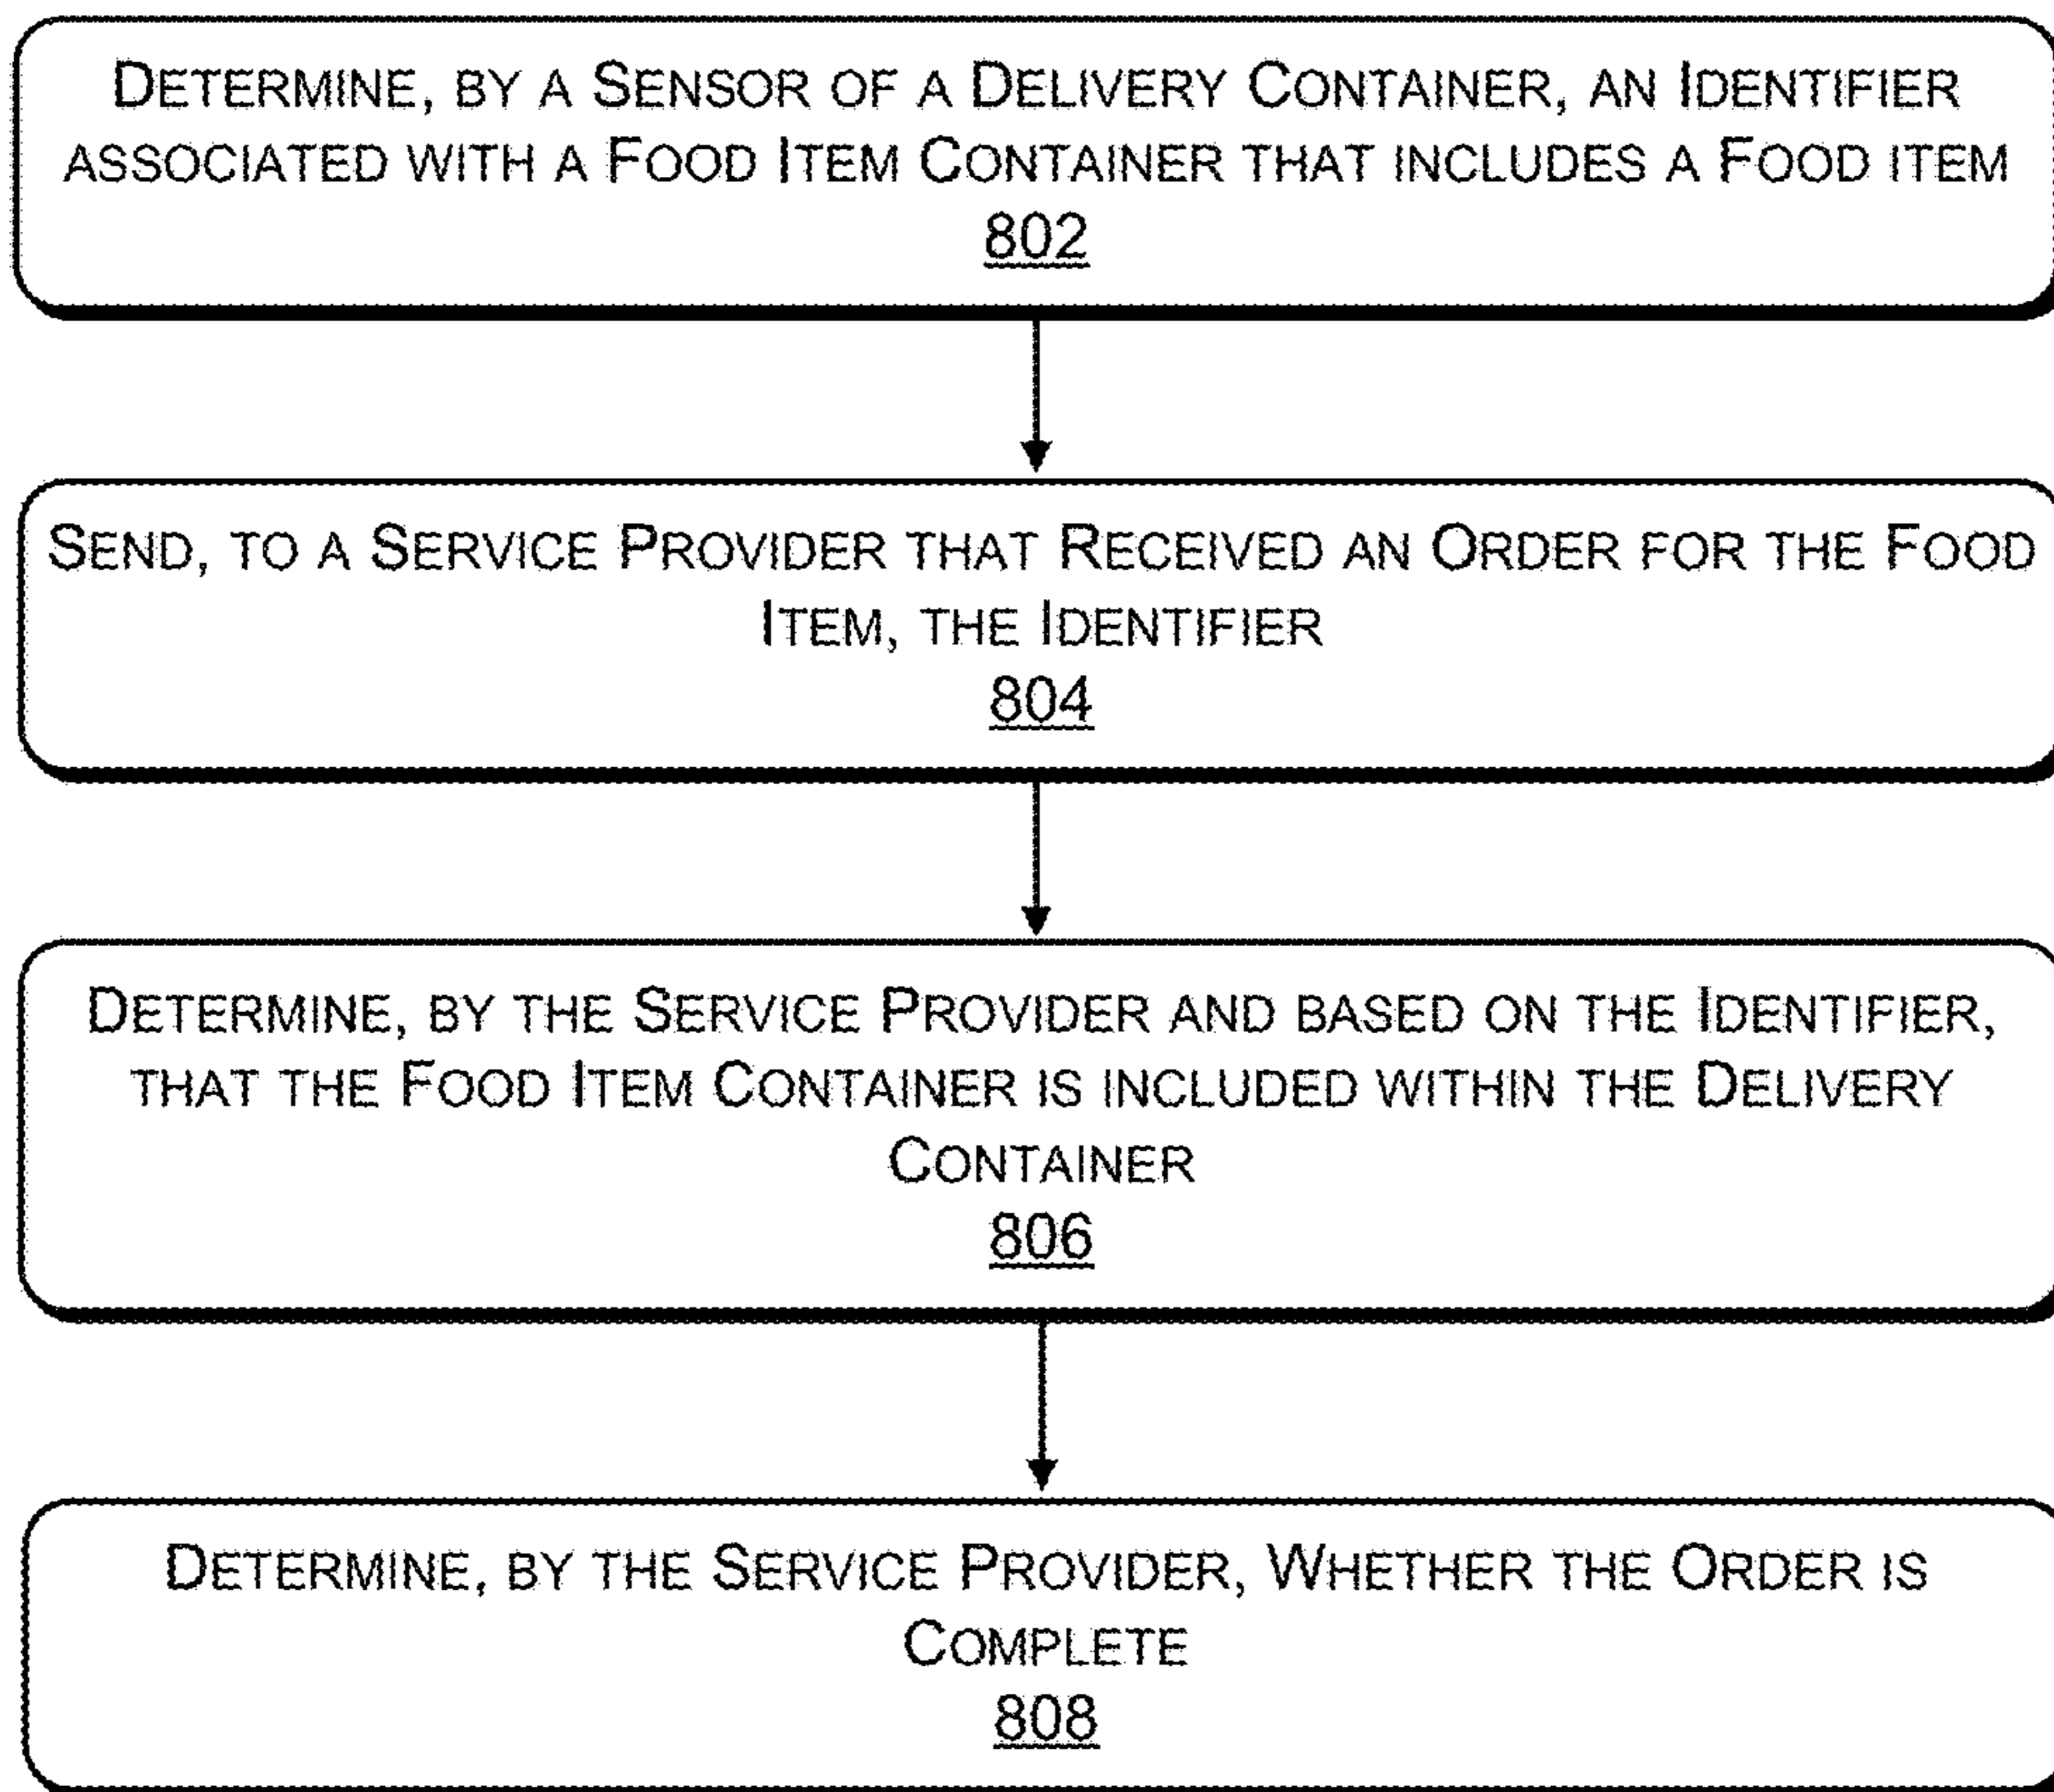 DETERMINE, BY A SENSOR OF A DELIVERY CONTAINER, AN IDENTIFIER
ASSOCIATED WITH A FOOD ITEM CONTAINER THAT INCLUDES A FOOD ITEM
802
SEND, TO A SERVICE PROVIDER THAT RECEIVED AN ORDER FOR THE FOOD
ITEM, THE IDENTIFIER
804
DETERMINE, BY THE SERVICE PROVIDER AND BASED ON THE IDENTIFIER,
THAT THE FOOD ITEM CONTAINER IS INCLUDED WITHIN THE DELIVERY
CONTAINER
806
DETERMINE, BY THE SERVICE PROVIDER, WHETHER THE ORDER IS
COMPLETE
808